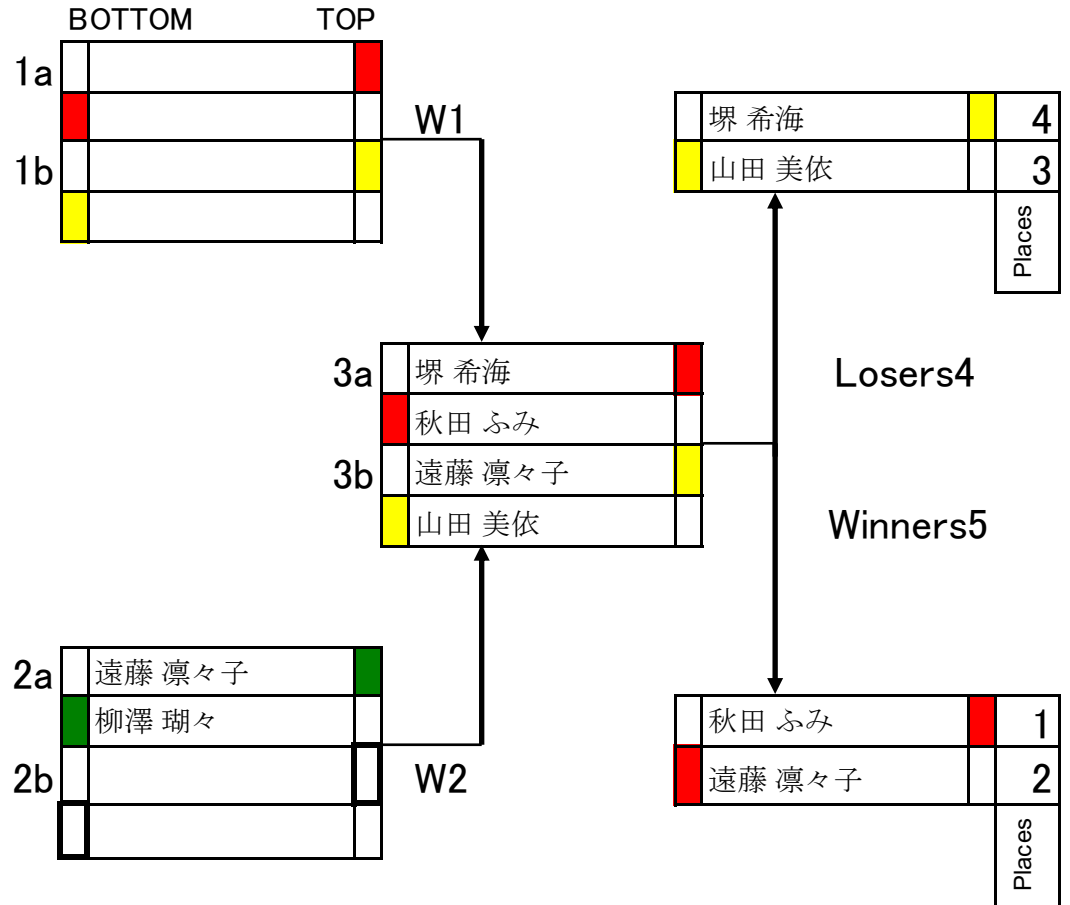 BOTTOM TOP
1a
W1
1b
堺 希海 4
山田 美依 3
Places
3a 堺 希海
秋田 ふみ
3b 遠藤 凛々子
山田 美依
Losers4
Winners5
2a 遠藤 凛々子
柳澤 瑚々
2b W2
秋田 ふみ 1
遠藤 凛々子 2
Places